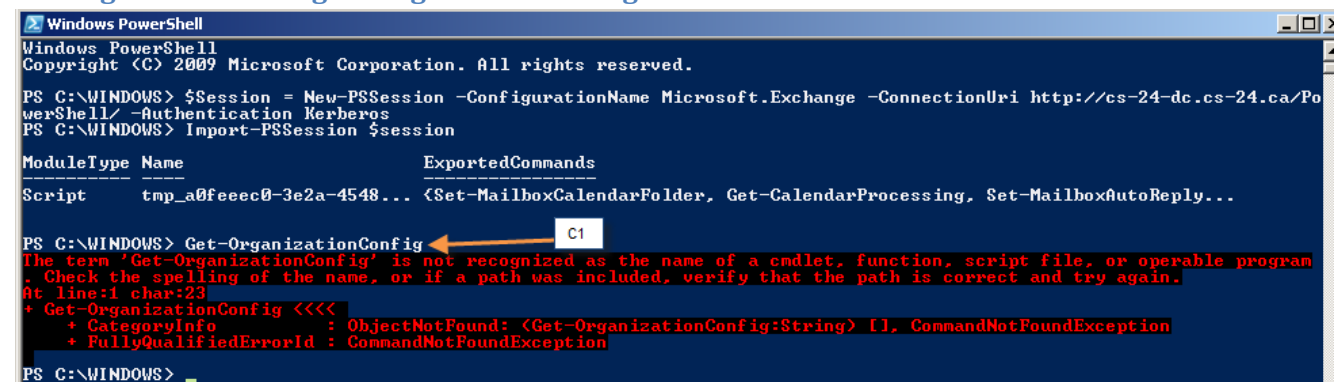 Windows PowerShell
Windows PowerShell
Copyright (C) 2009 Microsoft Corporation. All rights reserved.
PS C:\WINDOWS> $Session = New-PSSession -ConfigurationName Microsoft.Exchange -ConnectionUri http://cs-24-dc.cs-24.ca/Po
werShell/ -Authentication Kerberos
PS C:\WINDOWS> Import-PSSession $session
ModuleType Name ExportedCommands
---------- ---- ----------------
Script tmp_a0feeec0-3e2a-4548... {Set-MailboxCalendarFolder, Get-CalendarProcessing, Set-MailboxAutoReply...
C1
PS C:\WINDOWS> Get-OrganizationConfig
The term 'Get-OrganizationConfig' is not recognized as the name of a cmdlet, function, script file, or operable program
. Check the spelling of the name, or if a path was included, verify that the path is correct and try again.
At line:1 char:23
+ Get-OrganizationConfig <<<<
+ CategoryInfo : ObjectNotFound: (Get-OrganizationConfig:String) [], CommandNotFoundException
+ FullyQualifiedErrorId : CommandNotFoundException
PS C:\WINDOWS> _